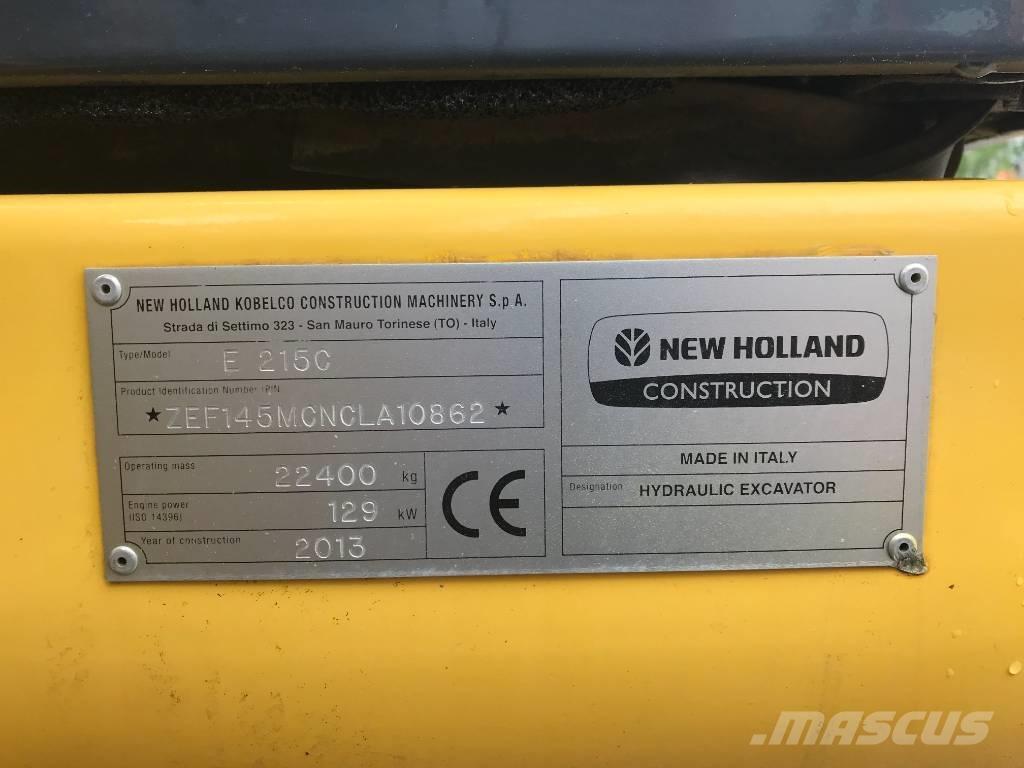 NEW HOLLAND KOBELCO CONSTRUCTION MACHINERY S.p A.
Strada di Settimo 323 - San Mauro Torinese (TO) - Italy
Type/Model E 215C
Product Identification Number (PIN
★ZEF145MCNCLA10862★
Operating mass 22400 kg
Engine power
(ISO 14396) 129 kW
Year of construction 2013
CE
NEW HOLLAND
CONSTRUCTION
MADE IN ITALY
Designation HYDRAULIC EXCAVATOR
MASCUS